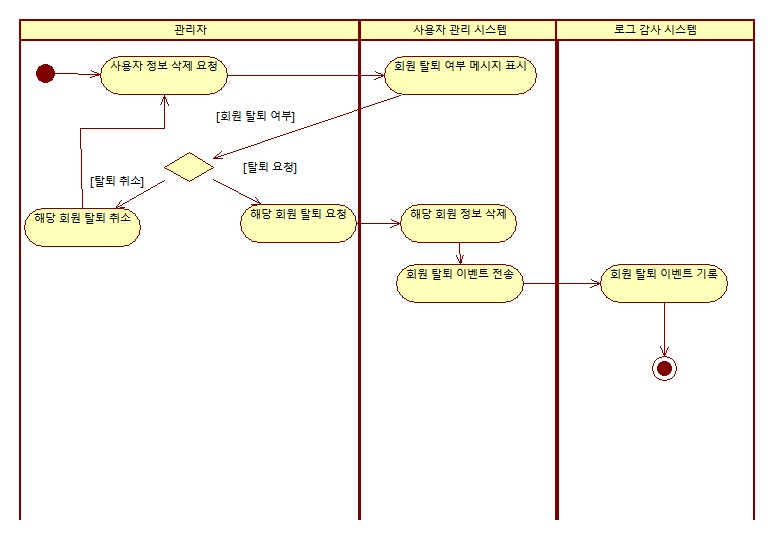 관리자
사용자 관리 시스템
로그 감사 시스템
사용자 정보 삭제 요청
회원 탈퇴 여부 메시지 표시
[회원 탈퇴 여부]
[탈퇴 요청]
[탈퇴 취소]
해당 회원 탈퇴 취소
해당 회원 탈퇴 요청
해당 회원 정보 삭제
회원 탈퇴 이벤트 전송
회원 탈퇴 이벤트 기록